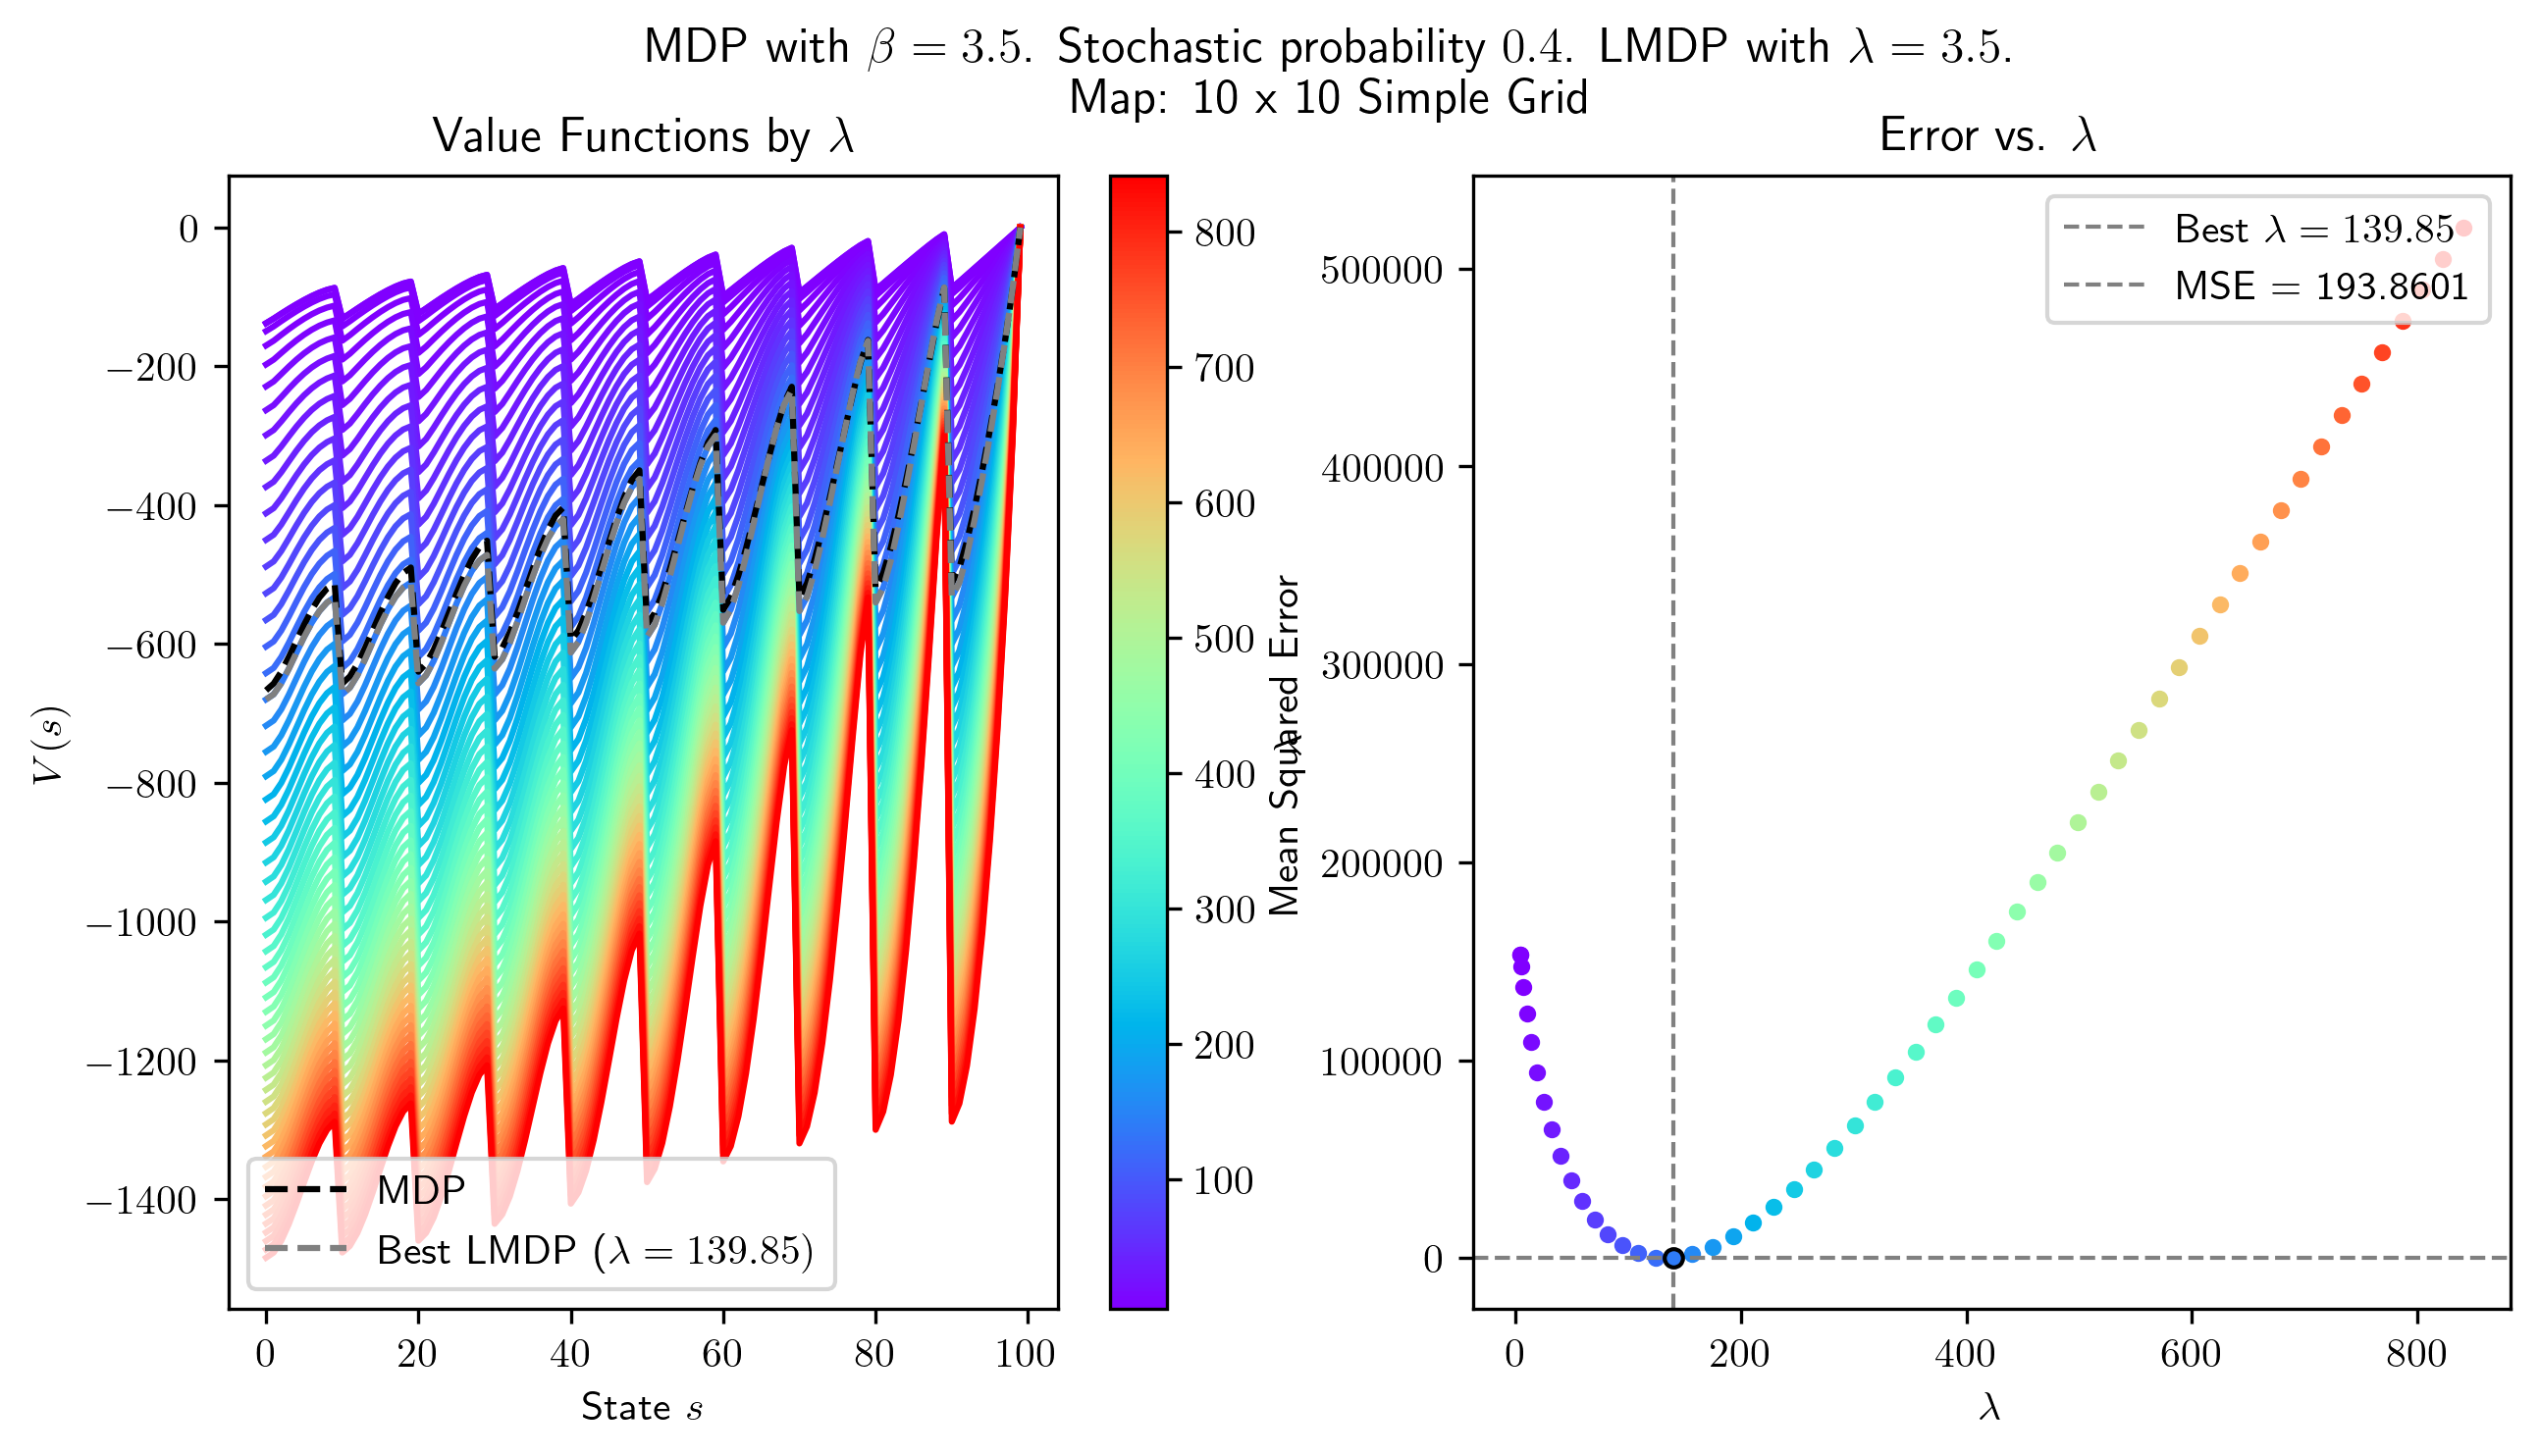 MDP with β = 3.5. Stochastic probability 0.4. LMDP with λ = 3.5.
Map: 10 x 10 Simple Grid
Value Functions by λ
V(s)
0
−200
−400
−600
−800
−1000
−1200
−1400
MDP
Best LMDP (λ = 139.85)
0 20 40 60 80 100
State s
800
700
600
500
400
300
200
100
λ
Error vs. λ
Mean Squared Error
500000
400000
300000
200000
100000
0
Best λ = 139.85
MSE = 193.8601
0 200 400 600 800
λ